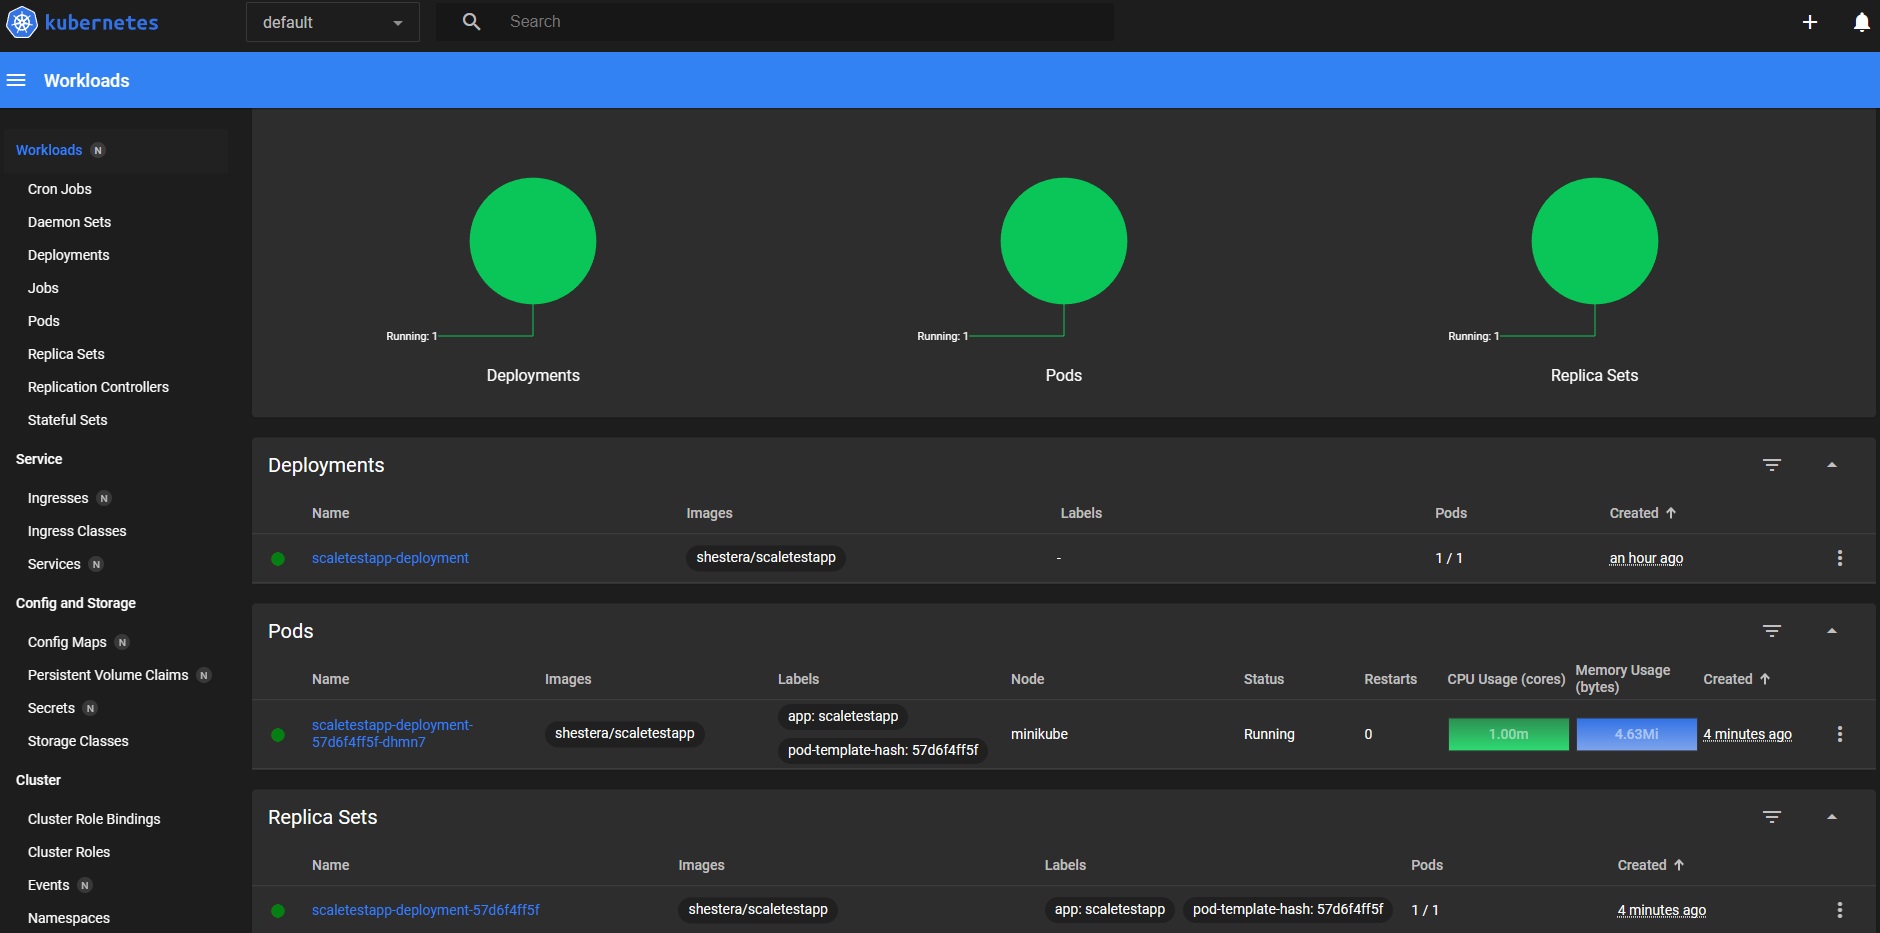 kubernetes
default
Search
Workloads
Workloads N
Cron Jobs
Daemon Sets
Deployments
Jobs
Pods
Replica Sets
Replication Controllers
Stateful Sets
Service
Ingresses N
Ingress Classes
Services N
Config and Storage
Config Maps N
Persistent Volume Claims N
Secrets N
Storage Classes
Cluster
Cluster Role Bindings
Cluster Roles
Events N
Namespaces
Running: 1 Running: 1 Running: 1
Deployments Pods Replica Sets
Deployments
Name Images Labels Pods Created
scaletestapp-deployment shestera/scaletestapp - 1 / 1 an hour ago
Pods
Name Images Labels Node Status Restarts CPU Usage (cores) Memory Usage
(bytes) Created
scaletestapp-deployment-
57d6f4ff5f-dhmn7
shestera/scaletestapp
app: scaletestapp
pod-template-hash: 57d6f4ff5f
minikube Running 0 1.00m 4.63Mi 4 minutes ago
Replica Sets
Name Images Labels Pods Created
scaletestapp-deployment-57d6f4ff5f shestera/scaletestapp app: scaletestapp pod-template-hash: 57d6f4ff5f 1 / 1 4 minutes ago